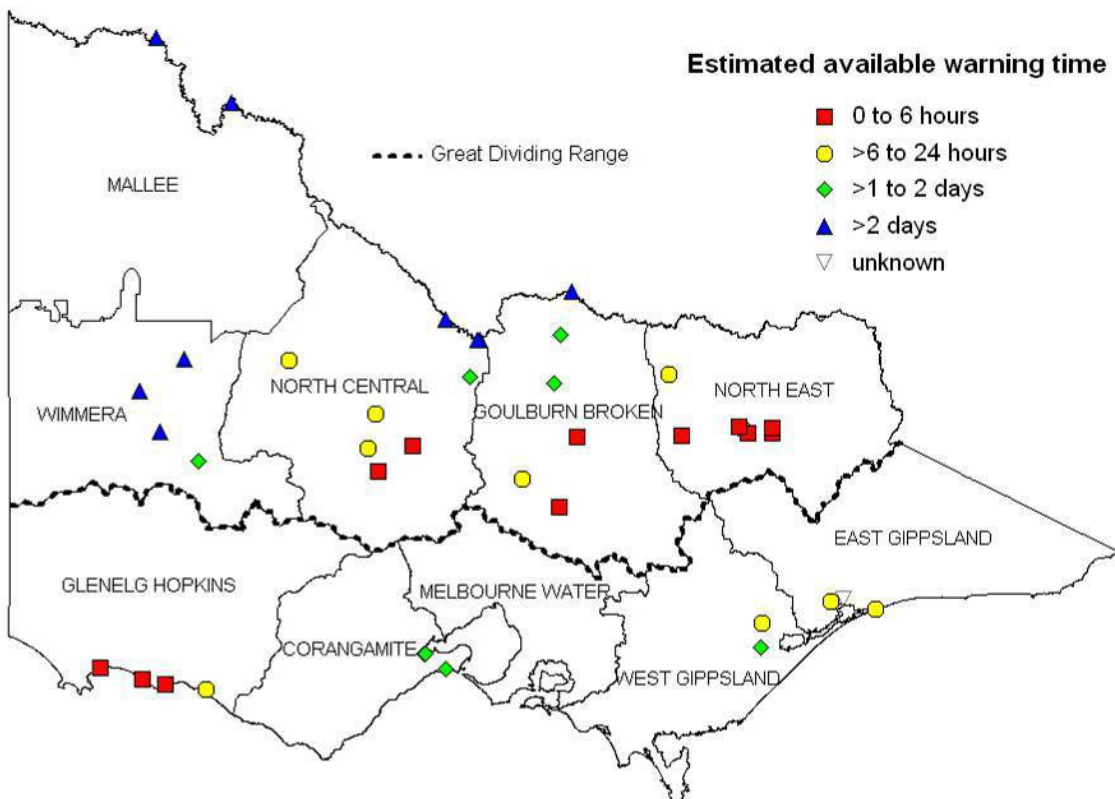 Estimated available warning time
0 to 6 hours
>6 to 24 hours
>1 to 2 days
>2 days
unknown
Great Dividing Range
MALLEE
WIMMERA
NORTH CENTRAL
GOULBURN BROKEN
NORTH EAST
EAST GIPPSLAND
GLENELG HOPKINS
MELBOURNE WATER
CORANGAMITE
WEST GIPPSLAND